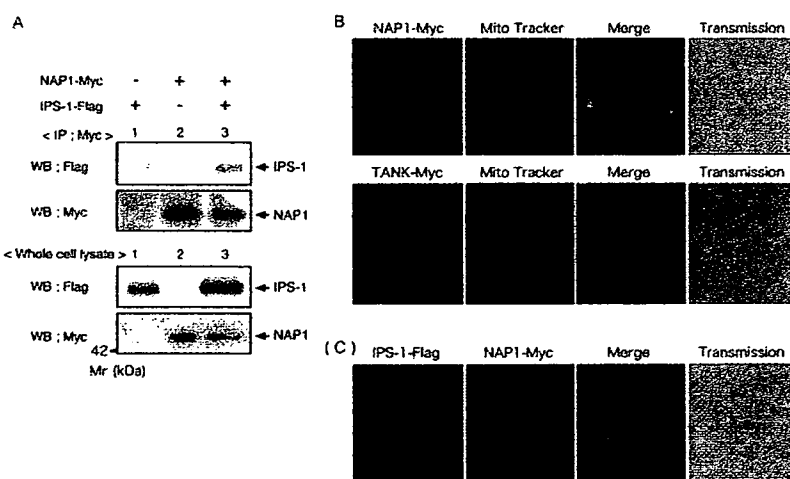 A
NAP1-Myc - + +
IPS-1-Flag + - +
< IP ; Myc > 1 2 3
WB ; Flag IPS-1
WB ; Myc NAP1
< Whole cell lysate > 1 2 3
WB ; Flag IPS-1
WB ; Myc NAP1
42
Mr (kDa)
B
NAP1-Myc Mito Tracker Merge Transmission
TANK-Myc Mito Tracker Merge Transmission
(C)
IPS-1-Flag NAP1-Myc Merge Transmission